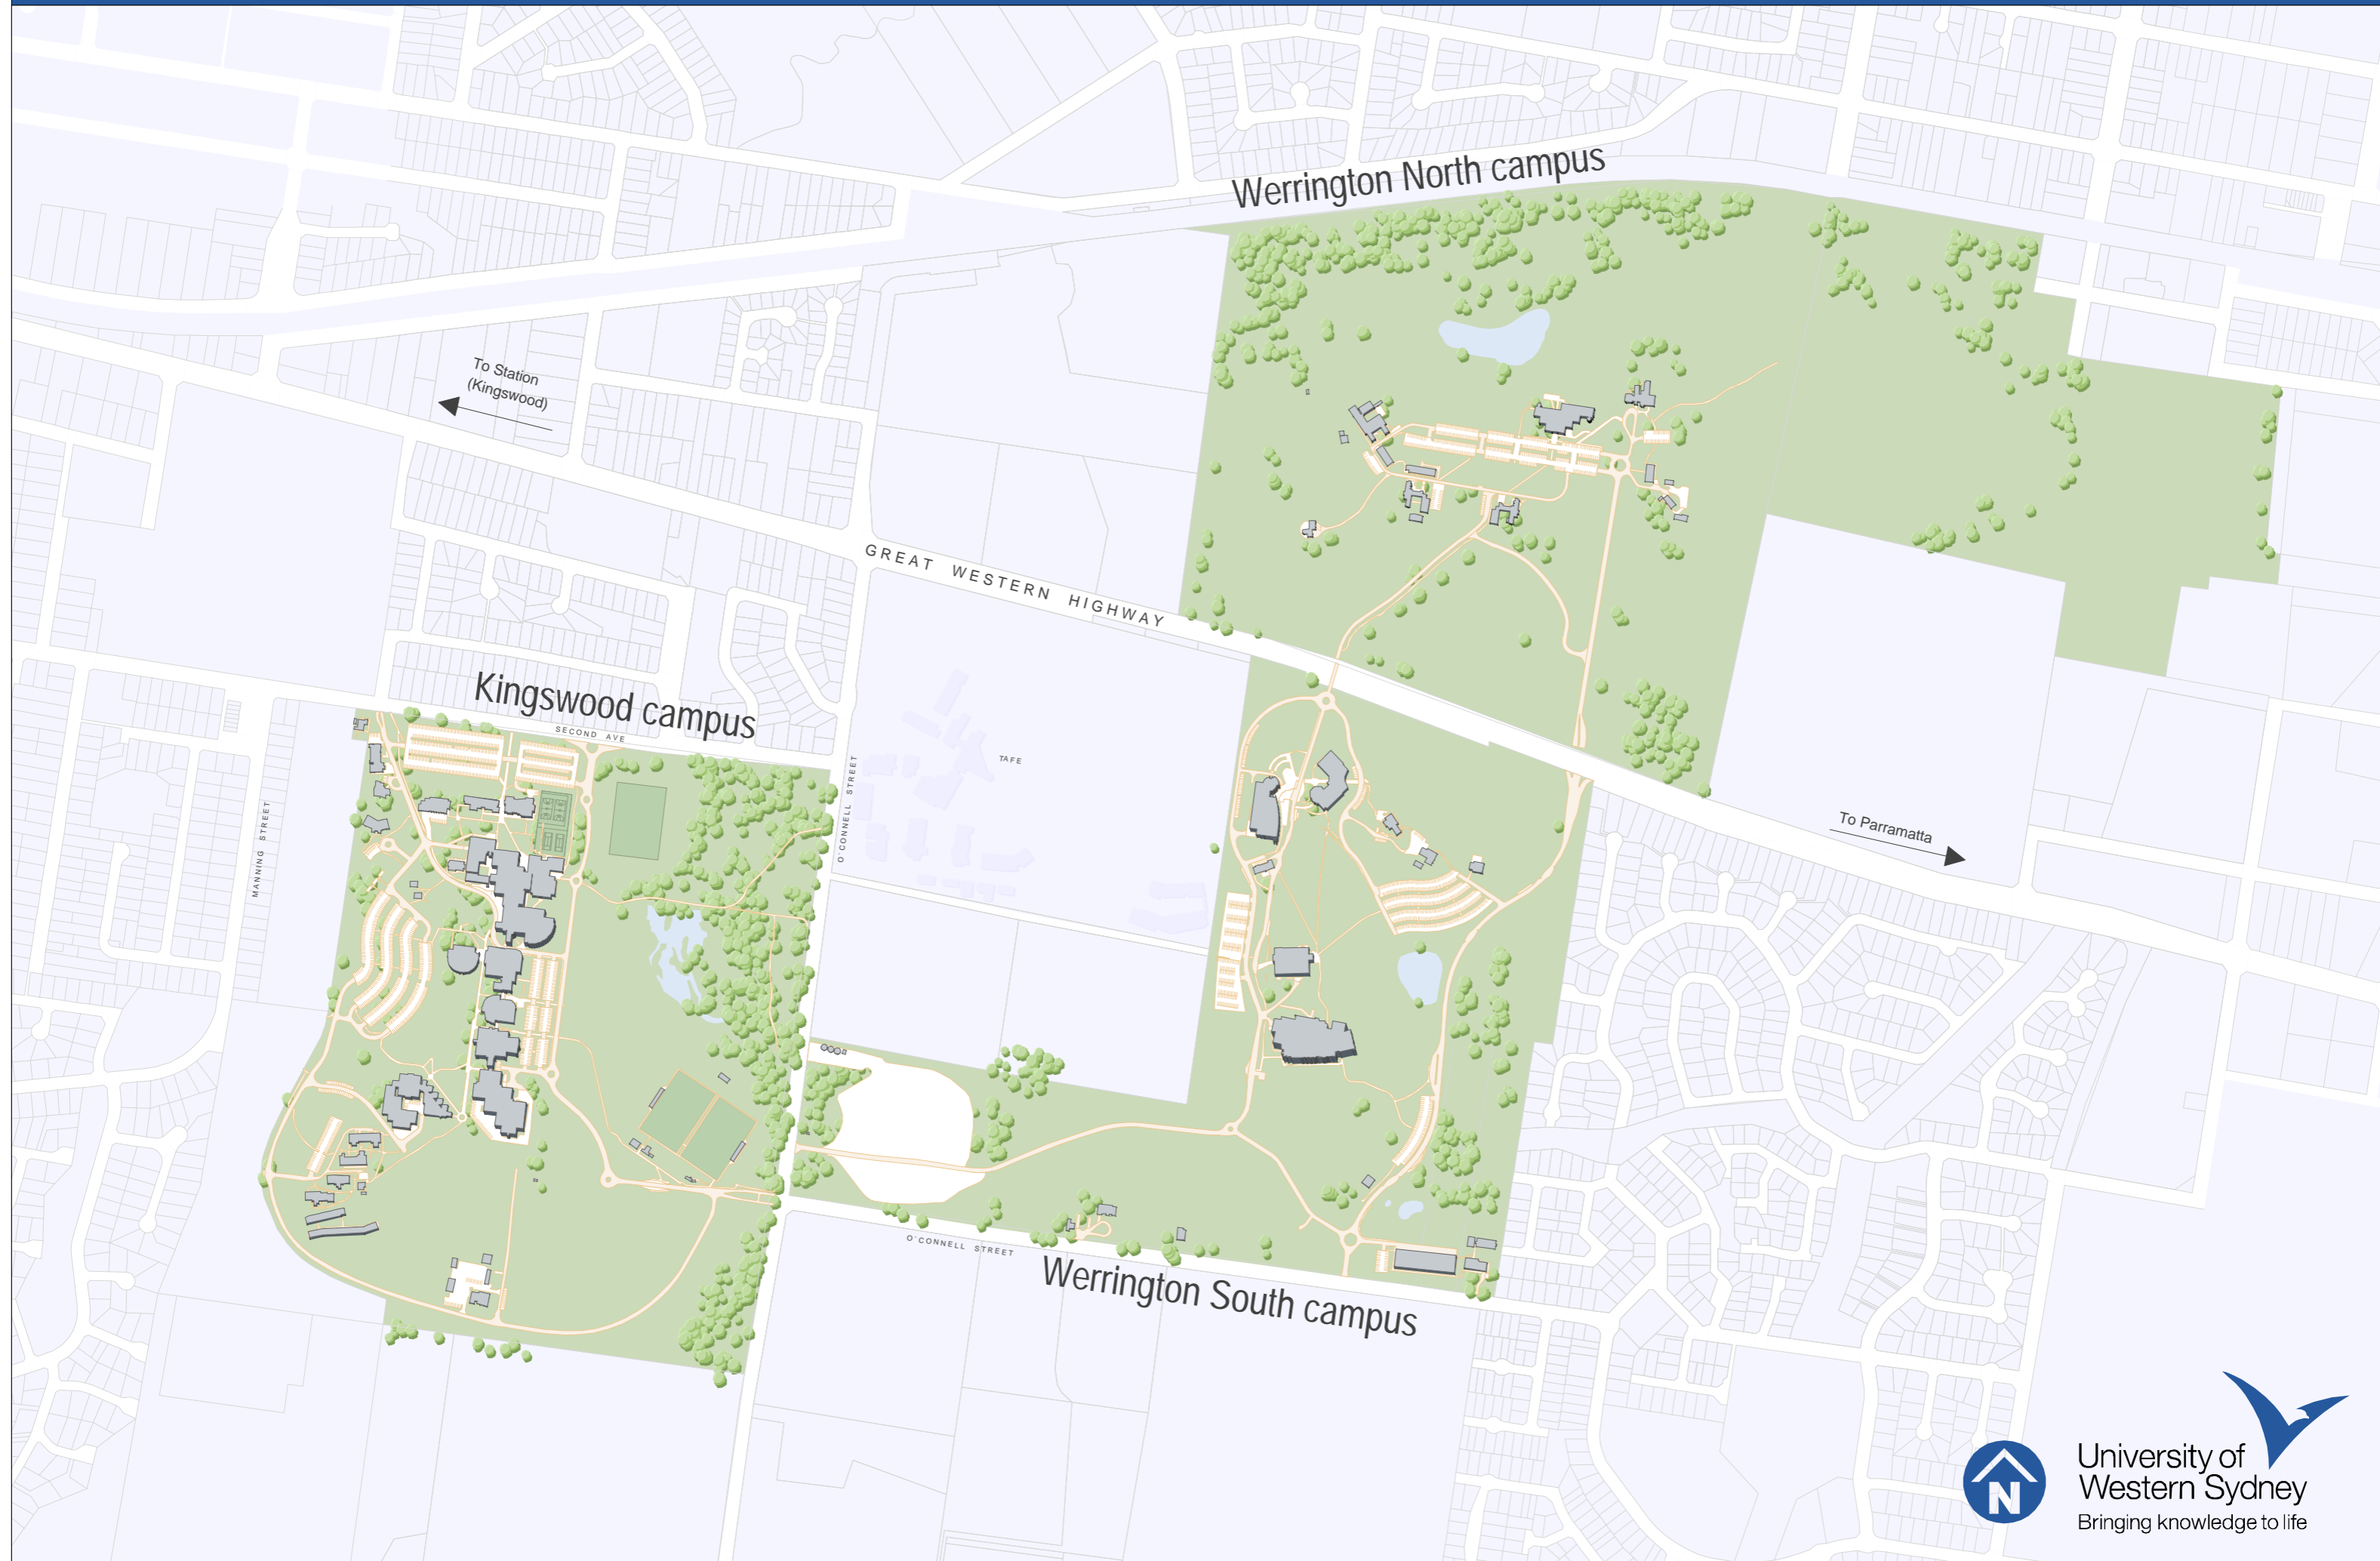 Werrington North campus
To Station
(Kingswood)
GREAT WESTERN HIGHWAY
Kingswood campus
SECOND AVE
TAFE
O'CONNELL STREET
MANNING STREET
To Parramatta
O'CONNELL STREET
Werrington South campus
N
University of
Western Sydney
Bringing knowledge to life